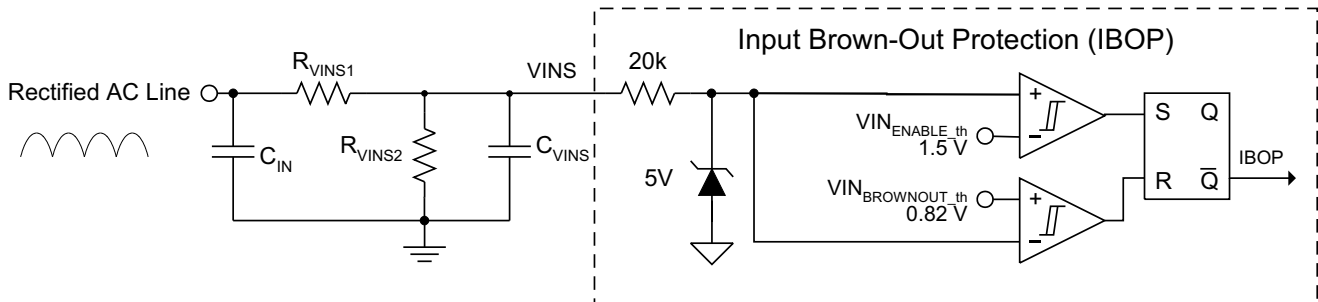 Input Brown-Out Protection (IBOP)
Rectified AC Line
RVINS1
VINS
20k
CIN
RVINS2
CVINS
5V
VINENABLE_th
1.5 V
VINBROWNOUT_th
0.82 V
+
−
+
−
S Q
R Q̅
IBOP